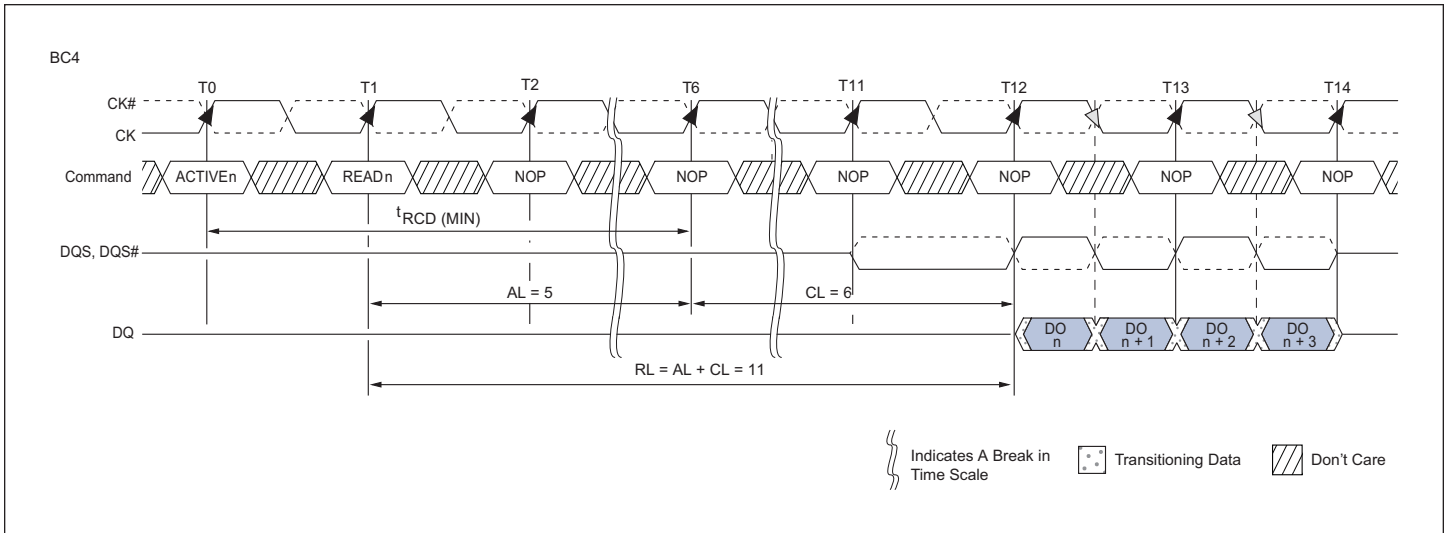 BC4
T0 T1 T2 T6 T11 T12 T13 T14
CK#
CK
Command ACTIVE n READ n NOP NOP NOP NOP NOP NOP
tRCD (MIN)
DQS, DQS#
AL = 5 CL = 6
DQ DO n DO n + 1 DO n + 2 DO n + 3
RL = AL + CL = 11
Indicates A Break in
Time Scale
Transitioning Data
Don't Care